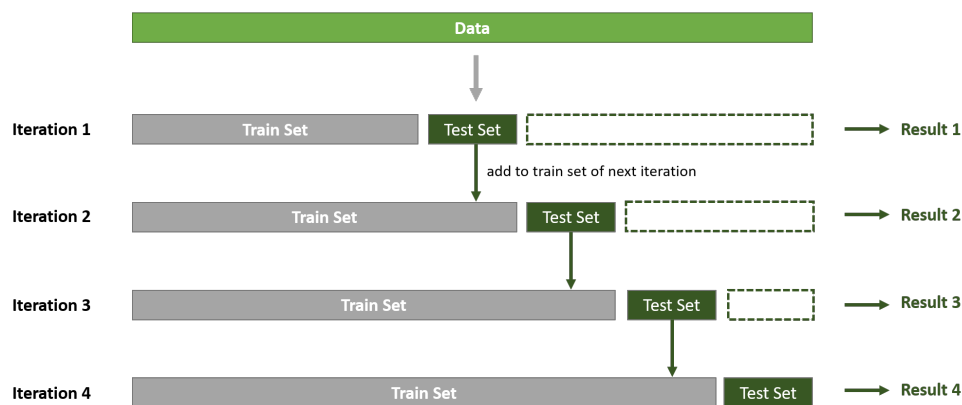 Data
Iteration 1
Train Set
Test Set
Result 1
add to train set of next iteration
Iteration 2
Train Set
Test Set
Result 2
Iteration 3
Train Set
Test Set
Result 3
Iteration 4
Train Set
Test Set
Result 4